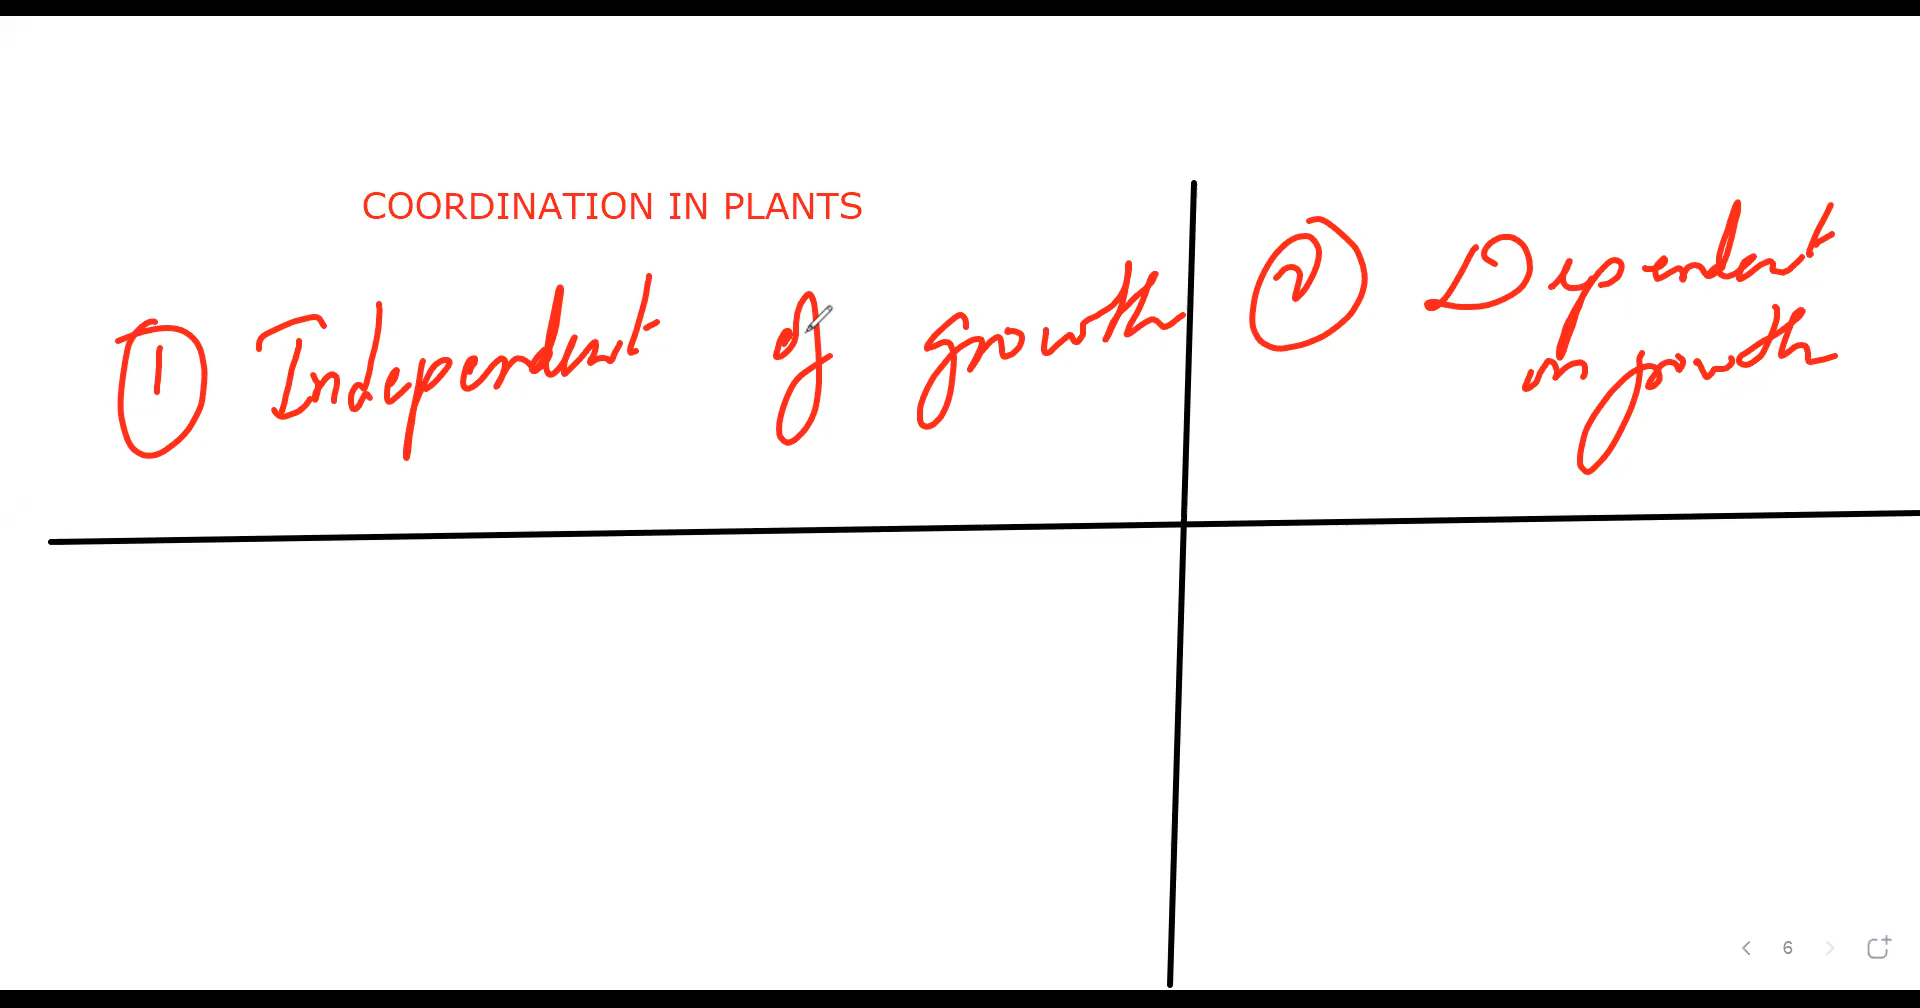 COORDINATION IN PLANTS
1 Independent of growth
2 Dependent
on growth
6